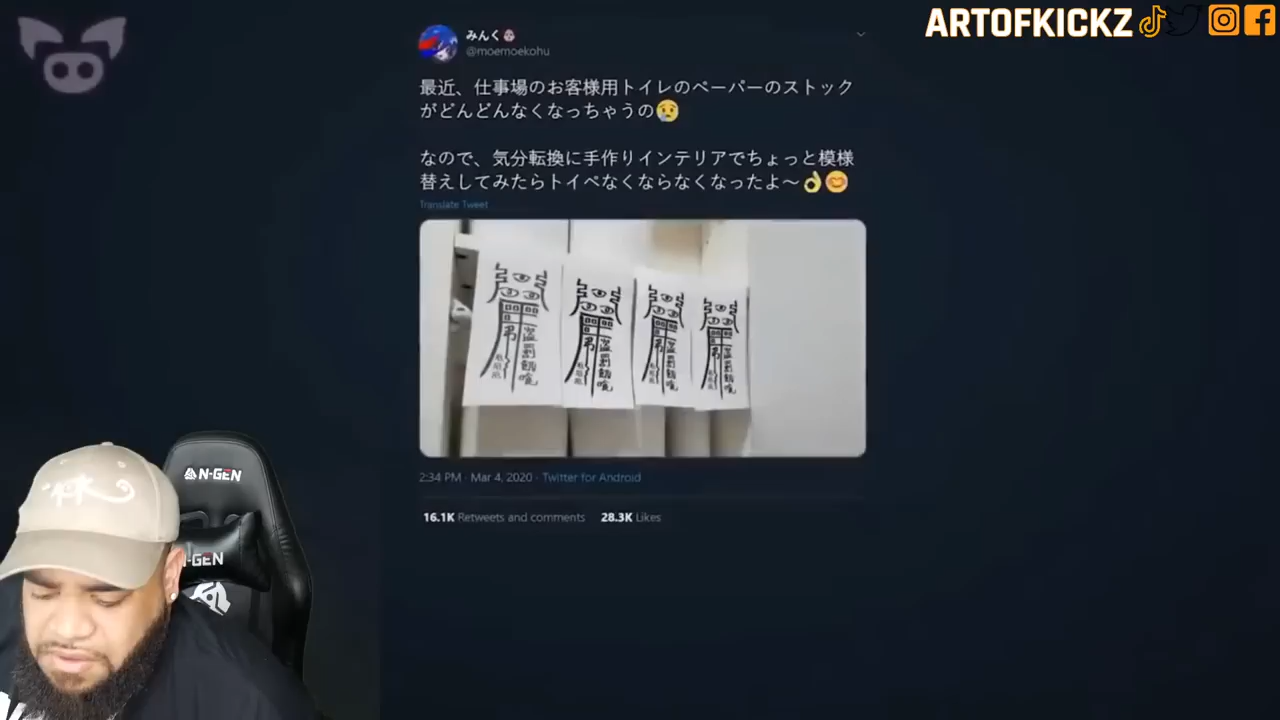 ARTOFKICKZ
みんく
@moemoekohu
最近、仕事場のお客様用トイレのペーパーのストック
がどんどんなくなっちゃうの😢
なので、気分転換に手作りインテリアでちょっと模様
替えしてみたらトイペなくならなくなったよ〜👌😊
Translate Tweet
2:34 PM · Mar 4, 2020 · Twitter for Android
16.1K Retweets and comments 28.3K Likes
N-GEN
N-GEN